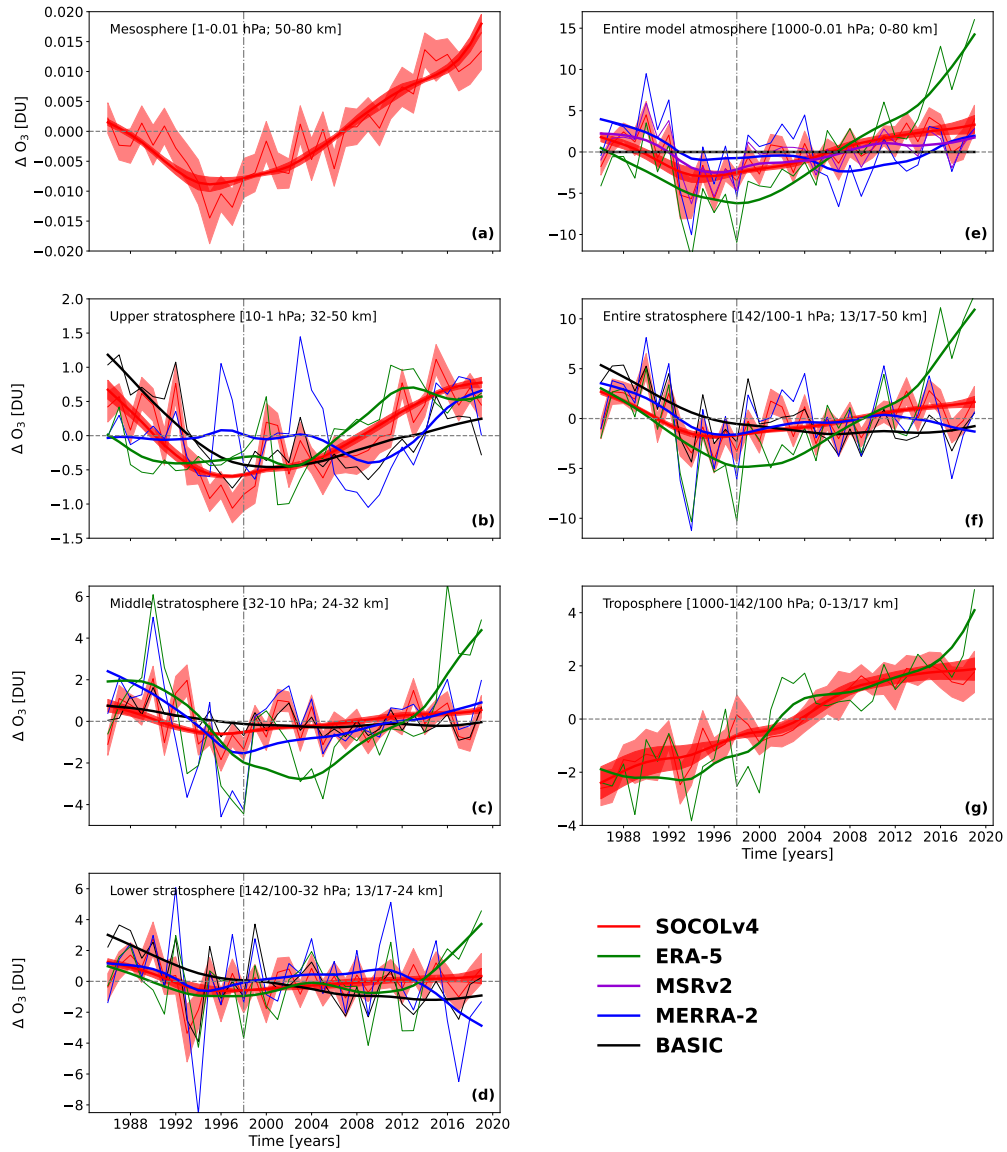 Mesosphere [1-0.01 hPa; 50-80 km]
Δ O₃ [DU]
0.020
0.015
0.010
0.005
0.000
−0.005
−0.010
−0.015
−0.020
(a)
Entire model atmosphere [1000-0.01 hPa; 0-80 km]
Δ O₃ [DU]
15
10
5
0
−5
−10
(e)
Upper stratosphere [10-1 hPa; 32-50 km]
Δ O₃ [DU]
2.0
1.5
1.0
0.5
0.0
−0.5
−1.0
−1.5
(b)
Entire stratosphere [142/100-1 hPa; 13/17-50 km]
Δ O₃ [DU]
10
5
0
−5
−10
(f)
Middle stratosphere [32-10 hPa; 24-32 km]
Δ O₃ [DU]
6
4
2
0
−2
−4
(c)
Troposphere [1000-142/100 hPa; 0-13/17 km]
Δ O₃ [DU]
4
2
0
−2
−4
(g)
1988 1992 1996 2000 2004 2008 2012 2016 2020
Time [years]
Lower stratosphere [142/100-32 hPa; 13/17-24 km]
Δ O₃ [DU]
6
4
2
0
−2
−4
−6
−8
(d)
1988 1992 1996 2000 2004 2008 2012 2016 2020
Time [years]
SOCOLv4
ERA-5
MSRv2
MERRA-2
BASIC